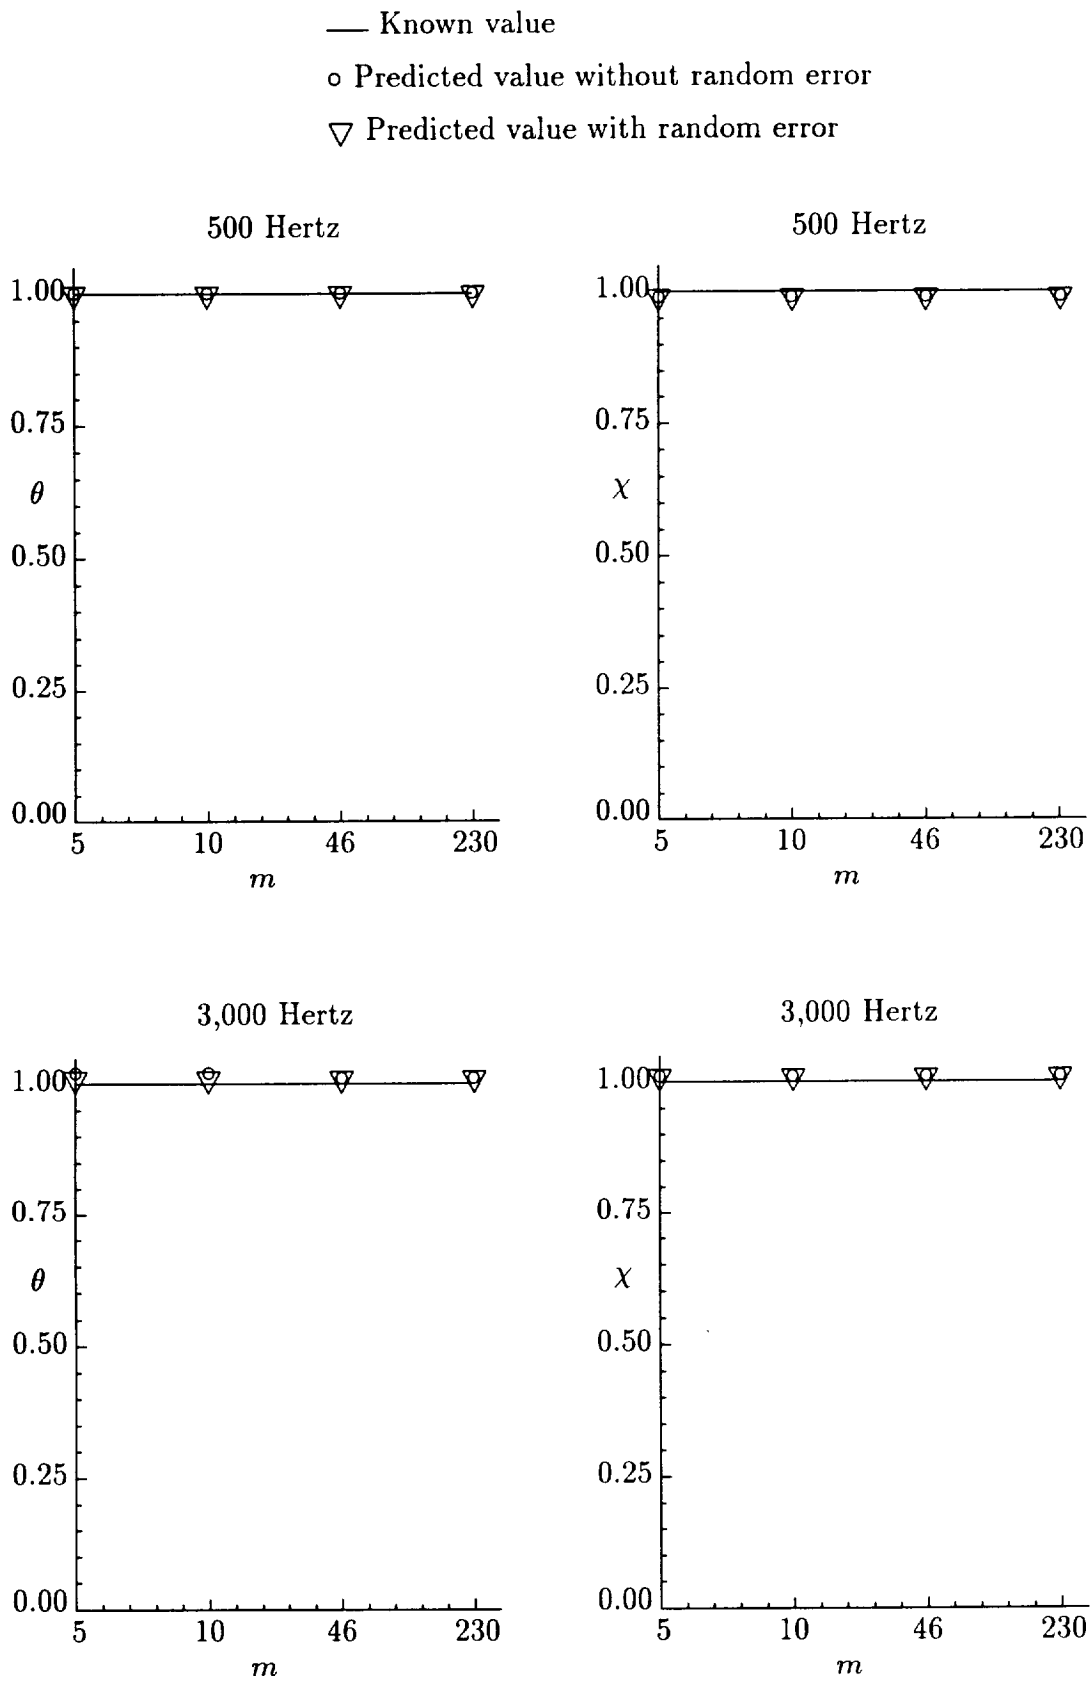 Known value
Predicted value without random error
Predicted value with random error
500 Hertz
1.00
0.75
θ
0.50
0.25
0.00
5 10 46 230
m
500 Hertz
1.00
0.75
χ
0.50
0.25
0.00
5 10 46 230
m
3,000 Hertz
1.00
0.75
θ
0.50
0.25
0.00
5 10 46 230
m
3,000 Hertz
1.00
0.75
χ
0.50
0.25
0.00
5 10 46 230
m